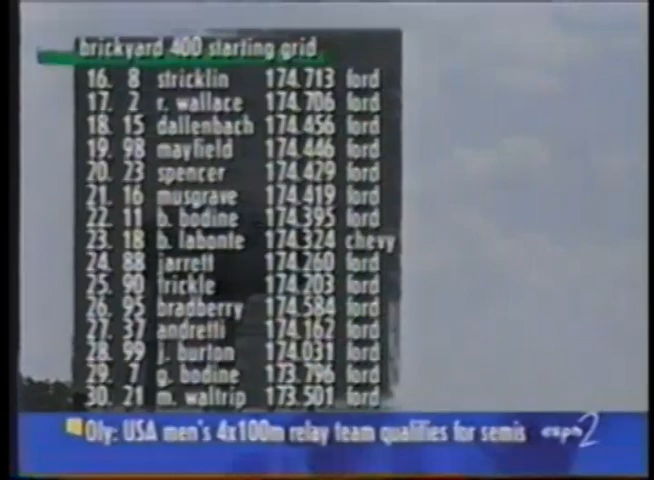 brickyard 400 starting grid
16. 8 stricklin 174.713 ford
17. 2 r. wallace 174.706 ford
18. 15 dallenbach 174.456 ford
19. 98 mayfield 174.446 ford
20. 23 spencer 174.429 ford
21. 16 musgrave 174.419 ford
22. 11 b. bodine 174.395 ford
23. 18 b. labonte 174.324 chevy
24. 88 jarrett 174.260 ford
25. 90 trickle 174.203 ford
26. 95 bradberry 174.584 ford
27. 37 andretti 174.162 ford
28. 99 j. burton 174.031 ford
29. 7 g. bodine 173.796 ford
30. 21 m. waltrip 173.501 ford
Oly: USA men's 4x100m relay team qualifies for semis espn2